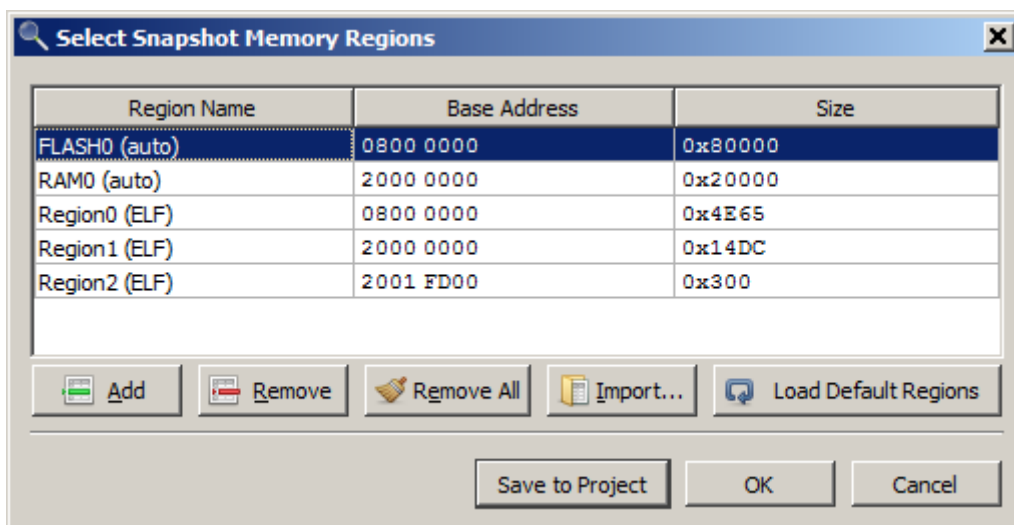 Select Snapshot Memory Regions
Region Name Base Address Size
FLASH0 (auto) 0800 0000 0x80000
RAM0 (auto) 2000 0000 0x20000
Region0 (ELF) 0800 0000 0x4E65
Region1 (ELF) 2000 0000 0x14DC
Region2 (ELF) 2001 FD00 0x300
Add Remove Remove All Import... Load Default Regions
Save to Project OK Cancel